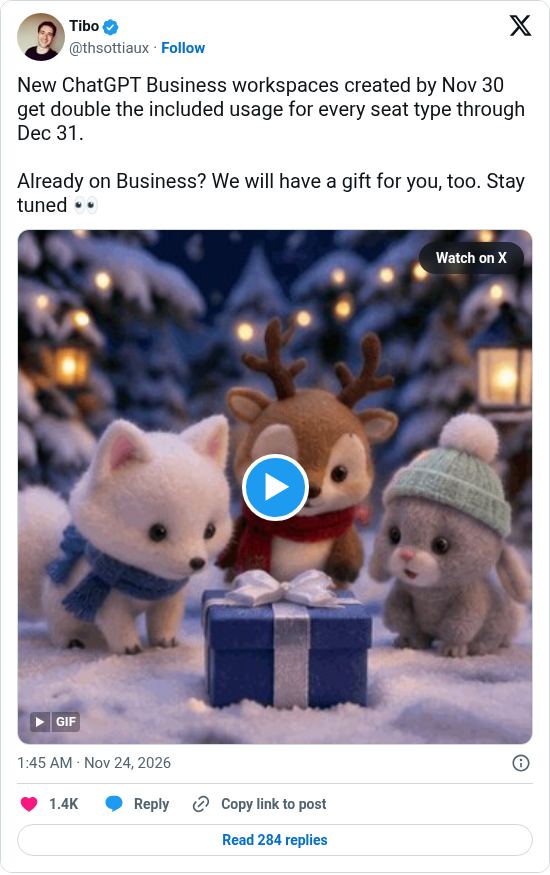 Tibo
@thsottiaux · Follow
New ChatGPT Business workspaces created by Nov 30
get double the included usage for every seat type through
Dec 31.
Already on Business? We will have a gift for you, too. Stay
tuned 👀
Watch on X
GIF
1:45 AM · Nov 24, 2026
1.4K Reply Copy link to post
Read 284 replies